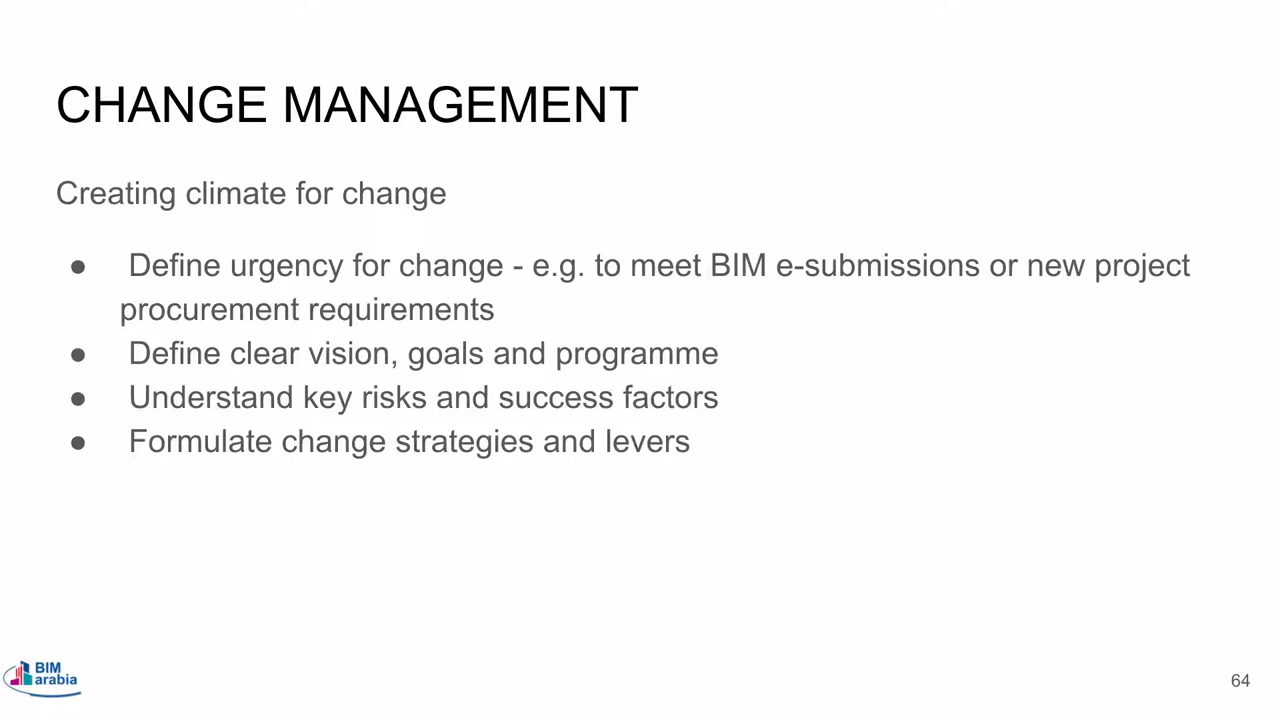 CHANGE MANAGEMENT
Creating climate for change
● Define urgency for change - e.g. to meet BIM e-submissions or new project
procurement requirements
● Define clear vision, goals and programme
● Understand key risks and success factors
● Formulate change strategies and levers
BIM
arabia
64